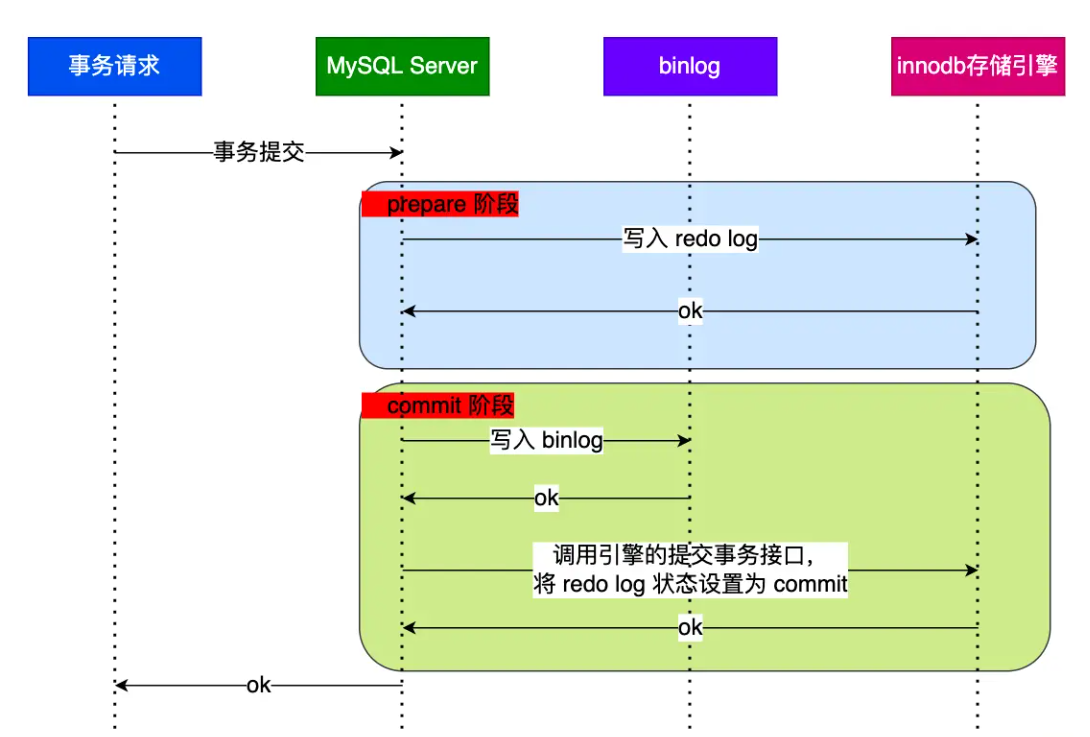 事务请求
MySQL Server
binlog
innodb存储引擎
事务提交
prepare 阶段
写入 redo log
ok
commit 阶段
写入 binlog
ok
调用引擎的提交事务接口，
将 redo log 状态设置为 commit
ok
ok